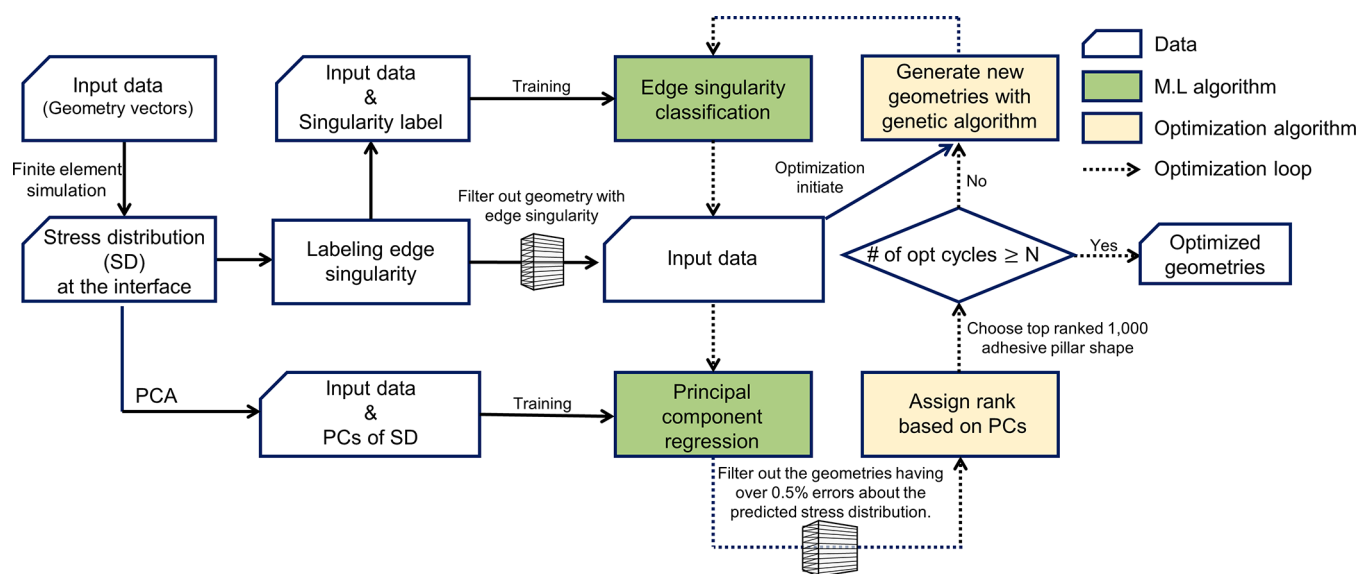 Input data
(Geometry vectors)
Finite element
simulation
Stress distribution
(SD)
at the interface
PCA
Input data
&
Singularity label
Training
Labeling edge
singularity
Filter out geometry with
edge singularity
Input data
&
PCs of SD
Training
Edge singularity
classification
Input data
Principal
component
regression
Optimization
initiate
Filter out the geometries having
over 0.5% errors about the
predicted stress distribution.
Generate new
geometries with
genetic algorithm
No
# of opt cycles ≥ N
Yes
Optimized
geometries
Choose top ranked 1,000
adhesive pillar shape
Assign rank
based on PCs
Data
M.L algorithm
Optimization algorithm
Optimization loop